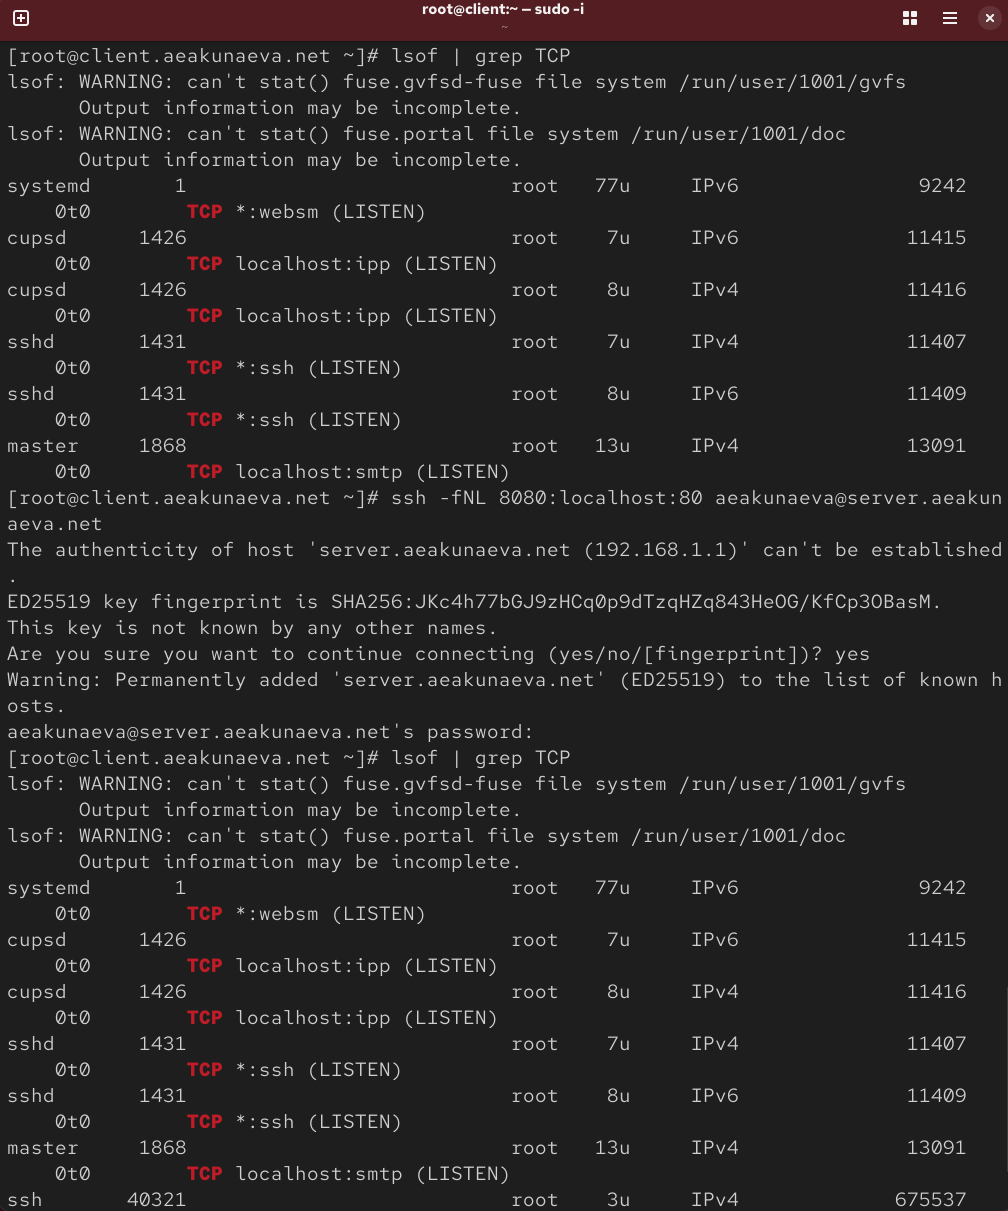 root@client:~ — sudo -i
~
[root@client.aeakunaeva.net ~]# lsof | grep TCP
lsof: WARNING: can't stat() fuse.gvfsd-fuse file system /run/user/1001/gvfs
      Output information may be incomplete.
lsof: WARNING: can't stat() fuse.portal file system /run/user/1001/doc
      Output information may be incomplete.
systemd       1                           root   77u     IPv6               9242
    0t0        TCP *:websm (LISTEN)
cupsd      1426                           root    7u     IPv6              11415
    0t0        TCP localhost:ipp (LISTEN)
cupsd      1426                           root    8u     IPv4              11416
    0t0        TCP localhost:ipp (LISTEN)
sshd       1431                           root    7u     IPv4              11407
    0t0        TCP *:ssh (LISTEN)
sshd       1431                           root    8u     IPv6              11409
    0t0        TCP *:ssh (LISTEN)
master     1868                           root   13u     IPv4              13091
    0t0        TCP localhost:smtp (LISTEN)
[root@client.aeakunaeva.net ~]# ssh -fNL 8080:localhost:80 aeakunaeva@server.aeakun
aeva.net
The authenticity of host 'server.aeakunaeva.net (192.168.1.1)' can't be established
.
ED25519 key fingerprint is SHA256:JKc4h77bGJ9zHCq0p9dTzqHZq843HeOG/KfCp3OBasM.
This key is not known by any other names.
Are you sure you want to continue connecting (yes/no/[fingerprint])? yes
Warning: Permanently added 'server.aeakunaeva.net' (ED25519) to the list of known h
osts.
aeakunaeva@server.aeakunaeva.net's password:
[root@client.aeakunaeva.net ~]# lsof | grep TCP
lsof: WARNING: can't stat() fuse.gvfsd-fuse file system /run/user/1001/gvfs
      Output information may be incomplete.
lsof: WARNING: can't stat() fuse.portal file system /run/user/1001/doc
      Output information may be incomplete.
systemd       1                           root   77u     IPv6               9242
    0t0        TCP *:websm (LISTEN)
cupsd      1426                           root    7u     IPv6              11415
    0t0        TCP localhost:ipp (LISTEN)
cupsd      1426                           root    8u     IPv4              11416
    0t0        TCP localhost:ipp (LISTEN)
sshd       1431                           root    7u     IPv4              11407
    0t0        TCP *:ssh (LISTEN)
sshd       1431                           root    8u     IPv6              11409
    0t0        TCP *:ssh (LISTEN)
master     1868                           root   13u     IPv4              13091
    0t0        TCP localhost:smtp (LISTEN)
ssh       40321                           root    3u     IPv4             675537